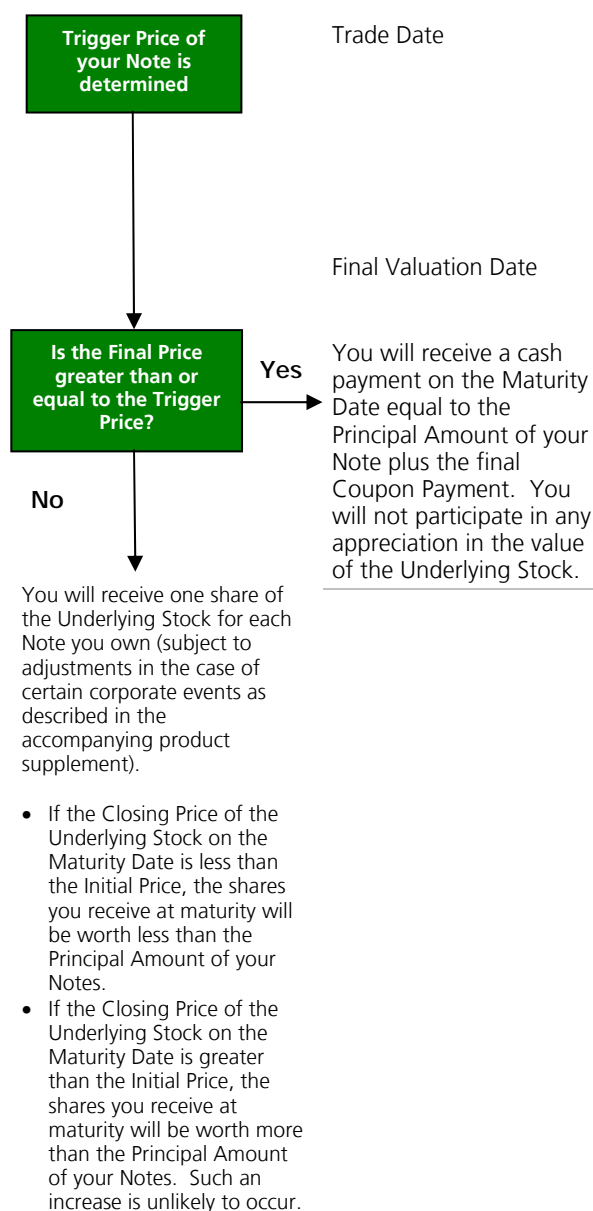 Trigger Price of
your Note is
determined
Trade Date
Final Valuation Date
Is the Final Price
greater than or
equal to the Trigger
Price?
Yes
You will receive a cash
payment on the Maturity
Date equal to the
Principal Amount of your
Note plus the final
Coupon Payment.  You
will not participate in any
appreciation in the value
of the Underlying Stock.
No
You will receive one share of
the Underlying Stock for each
Note you own (subject to
adjustments in the case of
certain corporate events as
described in the
accompanying product
supplement).
• If the Closing Price of the
Underlying Stock on the
Maturity Date is less than
the Initial Price, the shares
you receive at maturity will
be worth less than the
Principal Amount of your
Notes.
• If the Closing Price of the
Underlying Stock on the
Maturity Date is greater
than the Initial Price, the
shares you receive at
maturity will be worth more
than the Principal Amount
of your Notes.  Such an
increase is unlikely to occur.